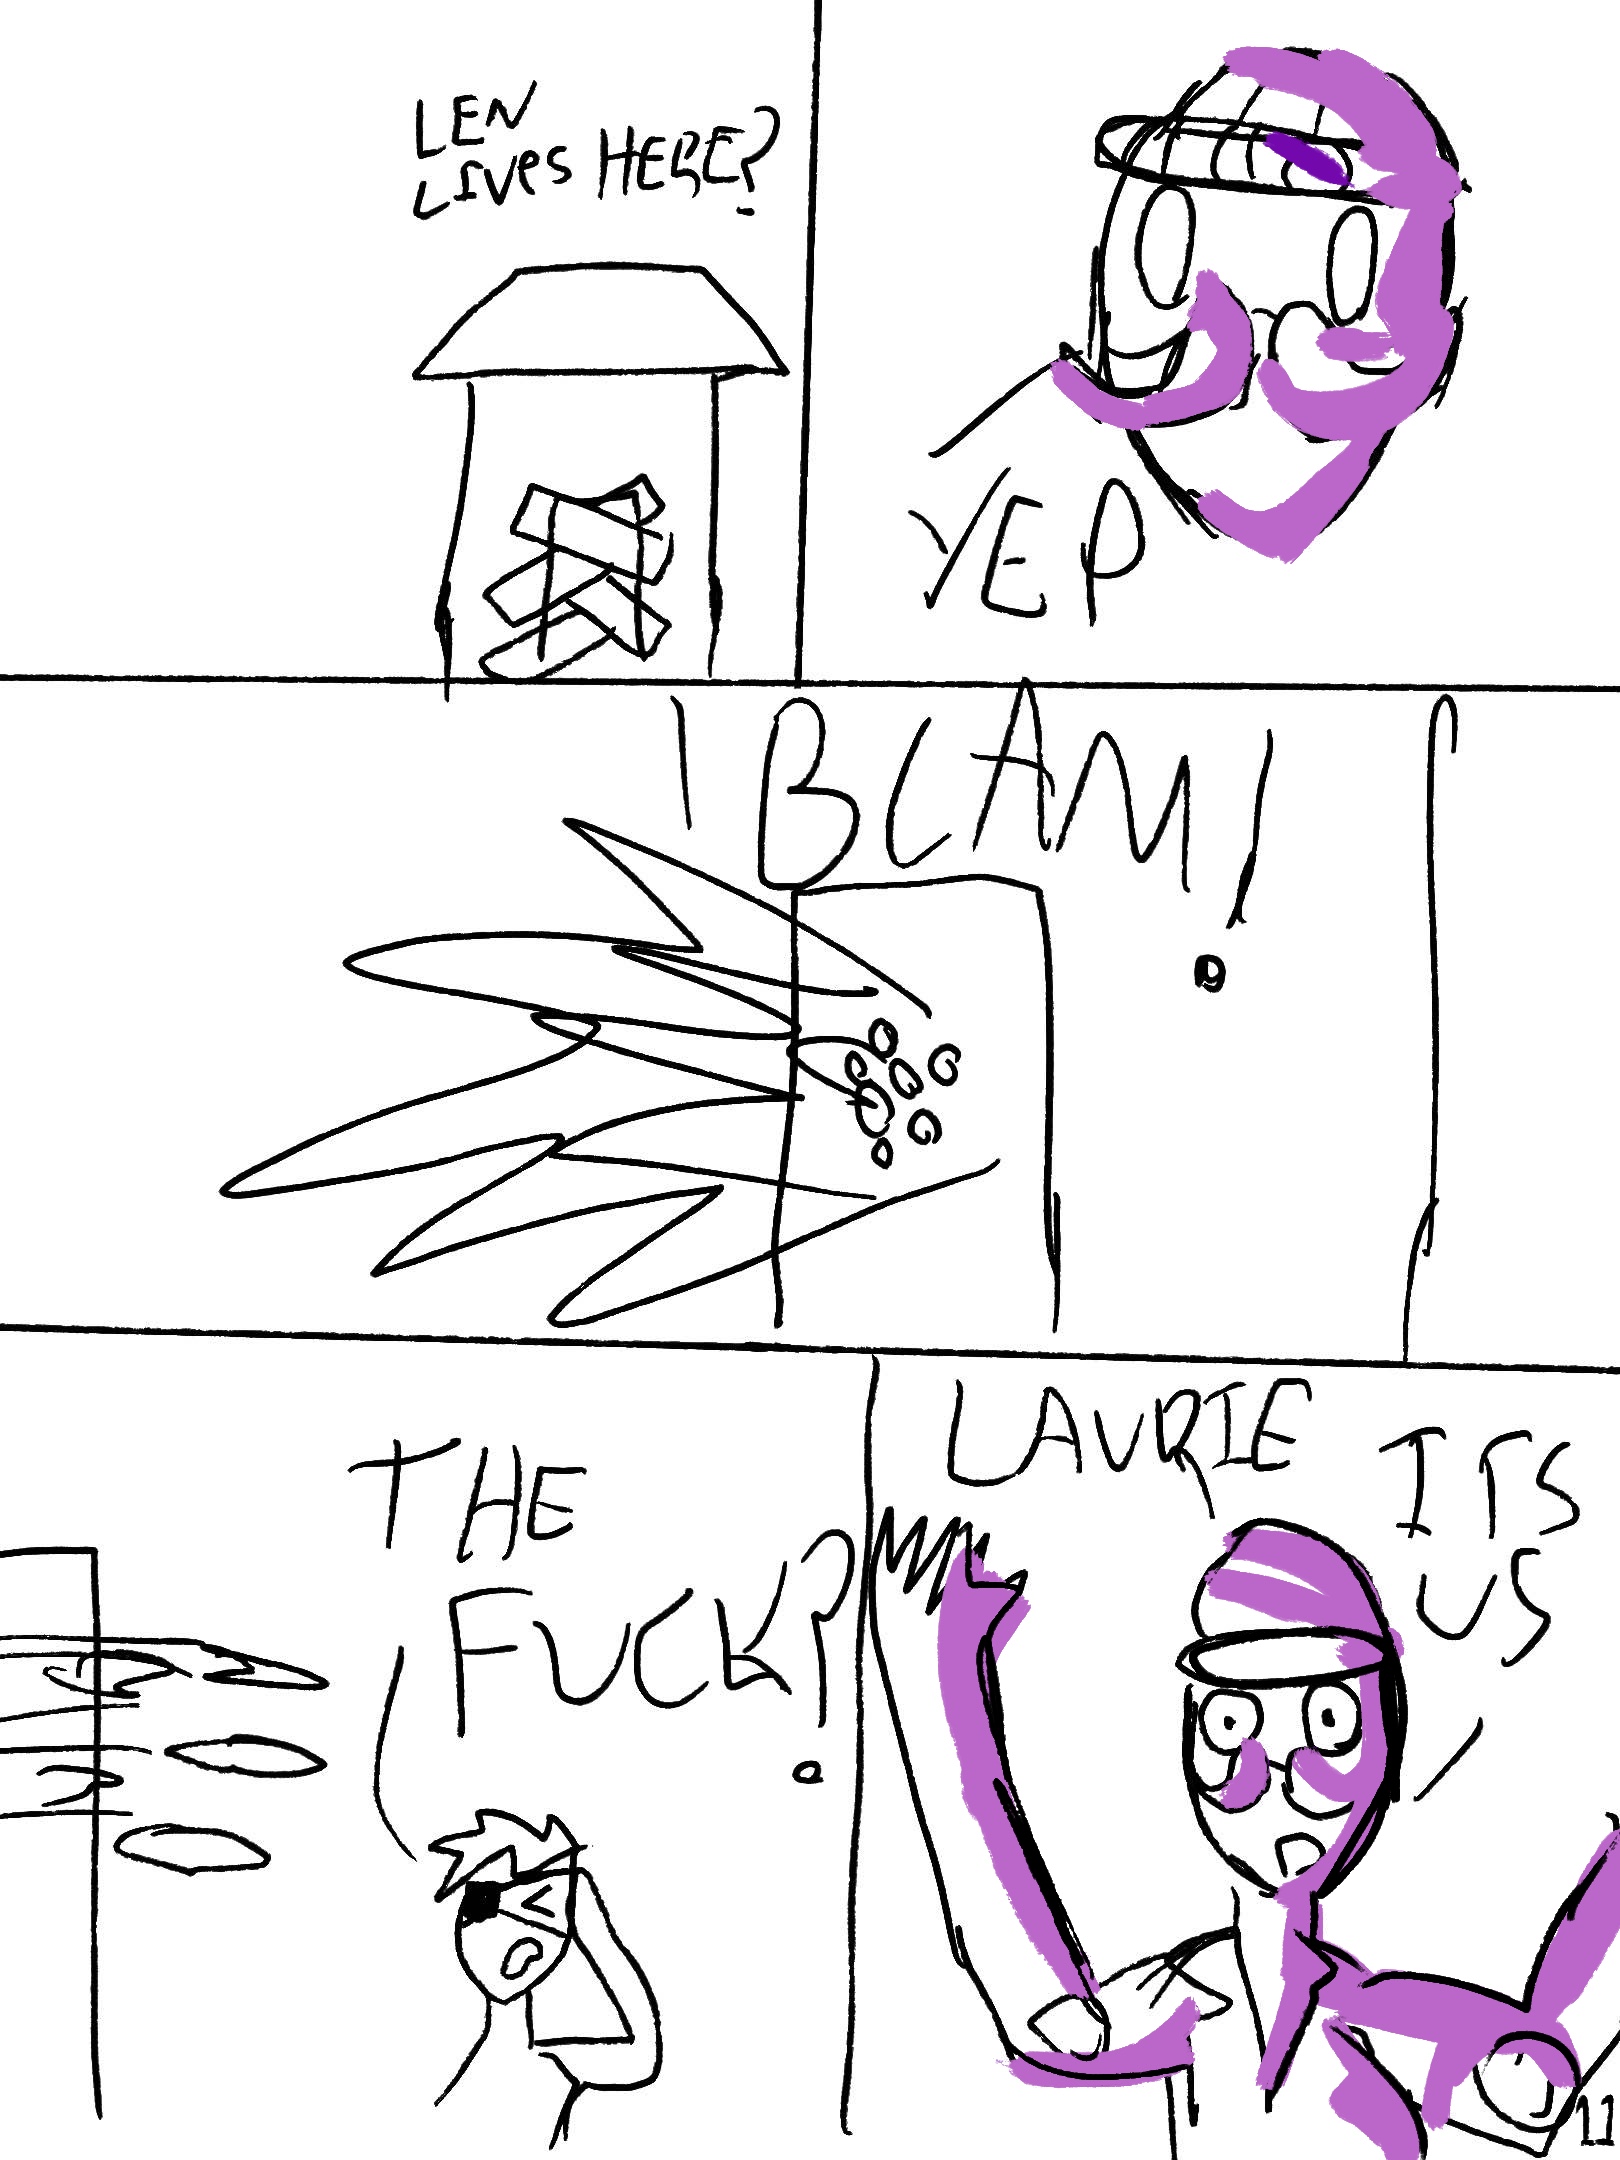 LEN
LIVes HERE?
YEP
BLAM!
THE
FUCK?
LAURIE
ITS
US
11